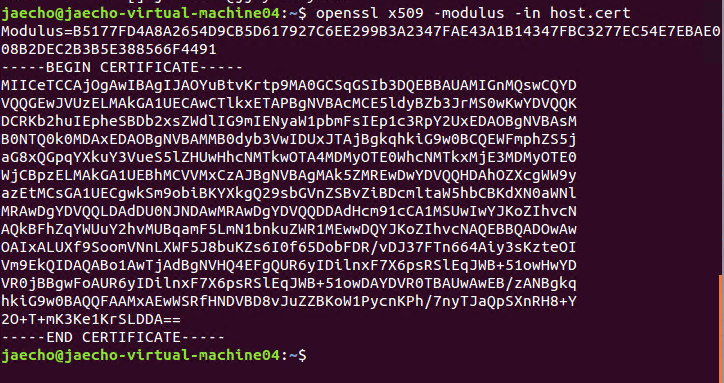 jaecho@jaecho-virtual-machine04:~$ openssl x509 -modulus -in host.cert
Modulus=B5177FD4A8A2654D9CB5D617927C6EE299B3A2347FAE43A1B14347FBC3277EC54E7EBAE0
08B2DEC2B3B5E388566F4491
-----BEGIN CERTIFICATE-----
MIICeTCCAjOgAwIBAgIJAOYuBtvKrtp9MA0GCSqGSIb3DQEBBAUAMIGnMQswCQYD
VQQGEwJVUzELMAkGA1UECAwCTlkxETAPBgNVBAcMCE5ldyBZb3JrMS0wKwYDVQQK
DCRKb2huIEpheSBDb2xsZWdlIG9mIENyaW1pbmFsIEp1c3RpY2UxEDAOBgNVBAsM
B0NTQ0k0MDAxEDAOBgNVBAMMB0dyb3VwIDUxJTAjBgkqhkiG9w0BCQEWFmphZS5j
aG8xQGpqYXkuY3VueS5lZHUwHhcNMTkwOTA4MDMyOTE0WhcNMTkxMjE3MDMyOTE0
WjCBpzELMAkGA1UEBhMCVVMxCzAJBgNVBAgMAk5ZMREwDwYDVQQHDAhOZXcgWW9y
azEtMCsGA1UECgwkSm9obiBKYXkgQ29sbGVnZSBvZiBDcmltaW5hbCBKdXN0aWNl
MRAwDgYDVQQLDAdDU0NJNDAwMRAwDgYDVQQDDAdHcm91cCA1MSUwIwYJKoZIhvcN
AQkBFhZqYWUuY2hvMUBqamF5LmN1bnkuZWR1MEwwDQYJKoZIhvcNAQEBBQADOwAw
OAIxALUXf9SoomVNnLXWF5J8buKZs6I0f65DobFDR/vDJ37FTn664Aiy3sKzteOI
Vm9EkQIDAQABo1AwTjAdBgNVHQ4EFgQUR6yIDilnxF7X6psRSlEqJWB+51owHwYD
VR0jBBgwFoAUR6yIDilnxF7X6psRSlEqJWB+51owDAYDVR0TBAUwAwEB/zANBgkq
hkiG9w0BAQQFAAMxAEwWSRfHNDVBD8vJuZZBKoW1PycnKPh/7nyTJaQpSXnRH8+Y
2O+T+mK3Ke1KrSLDDA==
-----END CERTIFICATE-----
jaecho@jaecho-virtual-machine04:~$